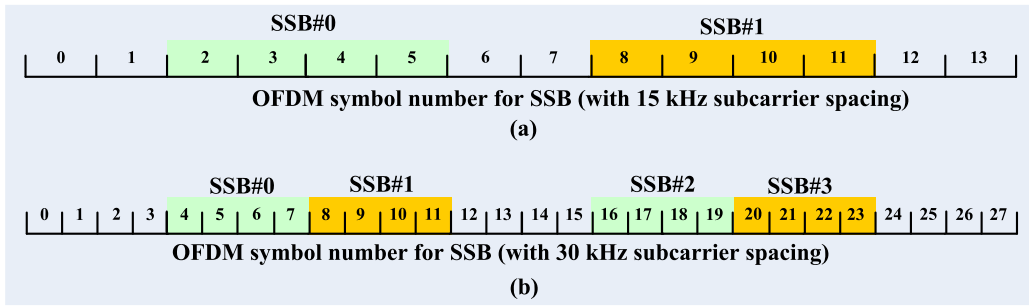 SSB#0 SSB#1
0 1 2 3 4 5 6 7 8 9 10 11 12 13
OFDM symbol number for SSB (with 15 kHz subcarrier spacing)
(a)
SSB#0 SSB#1 SSB#2 SSB#3
0 1 2 3 4 5 6 7 8 9 10 11 12 13 14 15 16 17 18 19 20 21 22 23 24 25 26 27
OFDM symbol number for SSB (with 30 kHz subcarrier spacing)
(b)